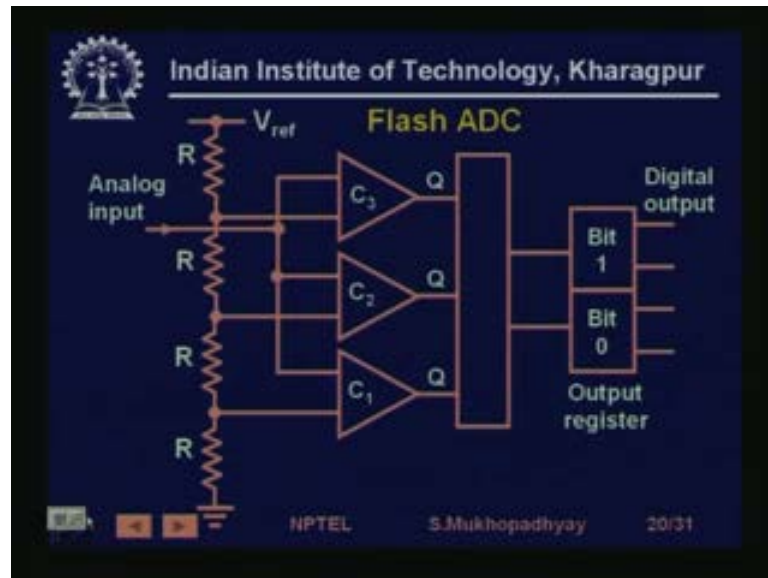 Indian Institute of Technology, Kharagpur
Flash ADC
V_ref
R
Analog input
C3
Q
Digital output
R
C2
Q
Bit 1
R
C1
Q
Bit 0
Output register
R
NPTEL
S.Mukhopadhyay
20/31